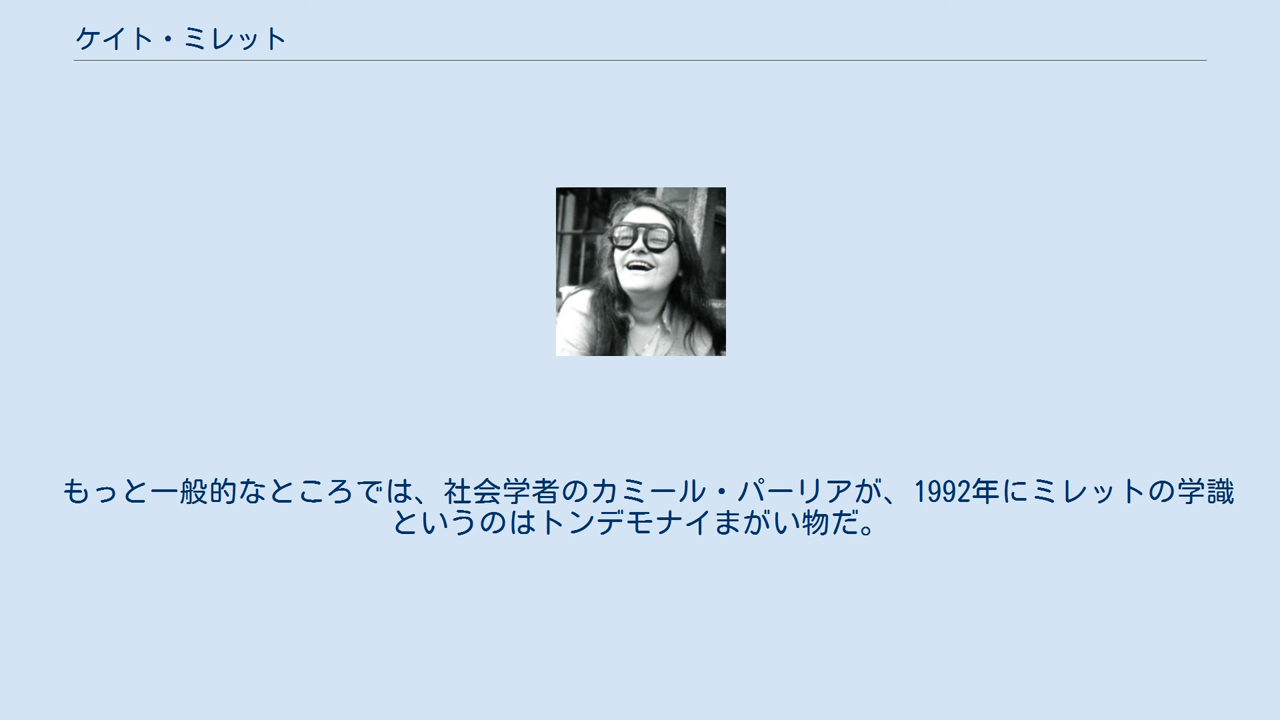 ケイト・ミレット
もっと一般的なところでは、社会学者のカミール・パーリアが、1992年にミレットの学識
というのはトンデモナイまがい物だ。